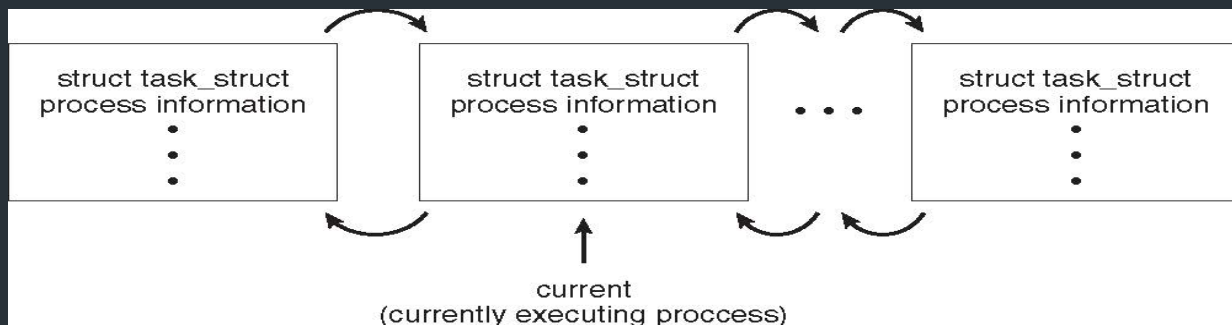 struct task_struct
process information
struct task_struct
process information
• • •
struct task_struct
process information
current
(currently executing proccess)